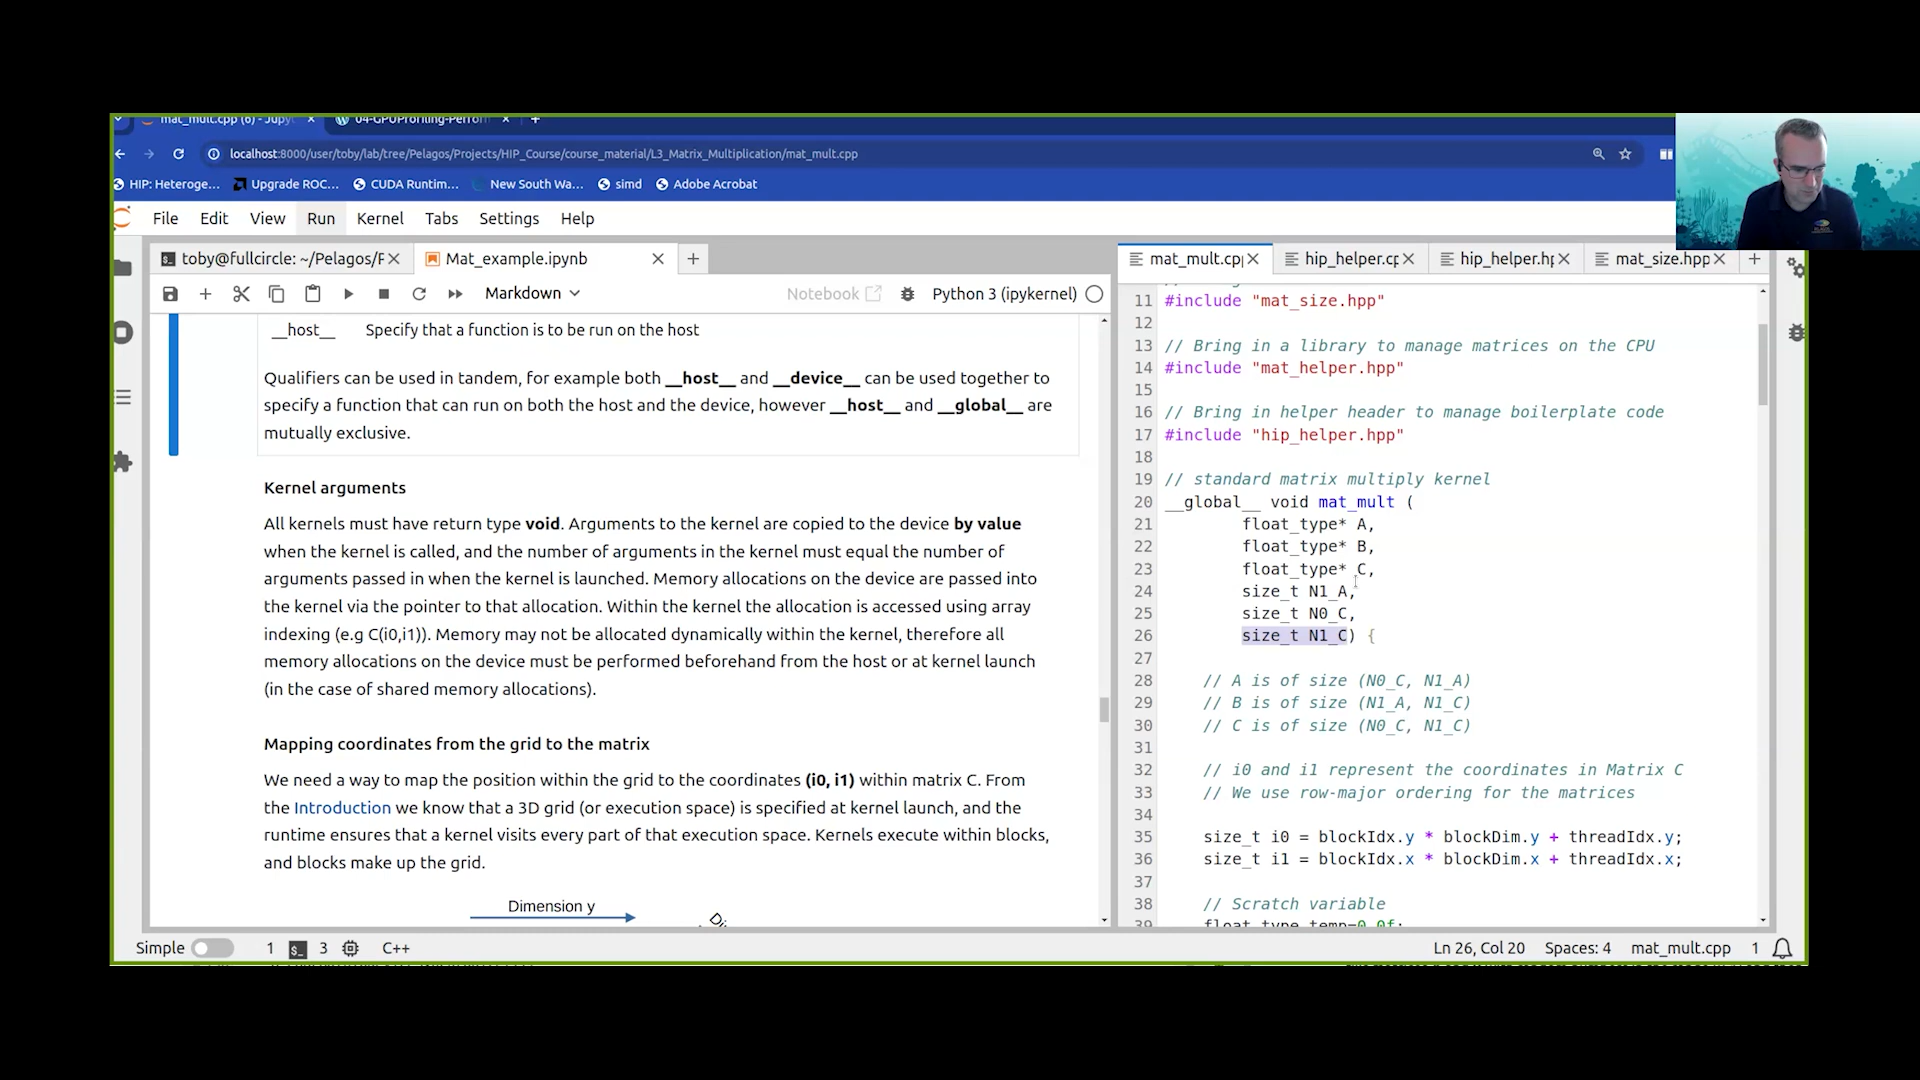 mat_mult.cpp (6) - Jupyt
04-GPUProfiling-Perform
localhost:8000/user/toby/lab/tree/Pelagos/Projects/HIP_Course/course_material/L3_Matrix_Multiplication/mat_mult.cpp
HIP: Heteroge... Upgrade ROC... CUDA Runtim... New South Wa... simd Adobe Acrobat
File Edit View Run Kernel Tabs Settings Help
toby@fullcircle: ~/Pelagos/F Mat_example.ipynb
Markdown Notebook Python 3 (ipykernel)
__host__ Specify that a function is to be run on the host
Qualifiers can be used in tandem, for example both __host__ and __device__ can be used together to
specify a function that can run on both the host and the device, however __host__ and __global__ are
mutually exclusive.
Kernel arguments
All kernels must have return type void. Arguments to the kernel are copied to the device by value
when the kernel is called, and the number of arguments in the kernel must equal the number of
arguments passed in when the kernel is launched. Memory allocations on the device are passed into
the kernel via the pointer to that allocation. Within the kernel the allocation is accessed using array
indexing (e.g C(i0,i1)). Memory may not be allocated dynamically within the kernel, therefore all
memory allocations on the device must be performed beforehand from the host or at kernel launch
(in the case of shared memory allocations).
Mapping coordinates from the grid to the matrix
We need a way to map the position within the grid to the coordinates (i0, i1) within matrix C. From
the Introduction we know that a 3D grid (or execution space) is specified at kernel launch, and the
runtime ensures that a kernel visits every part of that execution space. Kernels execute within blocks,
and blocks make up the grid.
Dimension y
mat_mult.cp hip_helper.cp hip_helper.h mat_size.hpp
11 #include "mat_size.hpp"
12
13 // Bring in a library to manage matrices on the CPU
14 #include "mat_helper.hpp"
15
16 // Bring in helper header to manage boilerplate code
17 #include "hip_helper.hpp"
18
19 // standard matrix multiply kernel
20 __global__ void mat_mult (
21 float_type* A,
22 float_type* B,
23 float_type* C,
24 size_t N1_A,
25 size_t N0_C,
26 size_t N1_C) {
27
28 // A is of size (N0_C, N1_A)
29 // B is of size (N1_A, N1_C)
30 // C is of size (N0_C, N1_C)
31
32 // i0 and i1 represent the coordinates in Matrix C
33 // We use row-major ordering for the matrices
34
35 size_t i0 = blockIdx.y * blockDim.y + threadIdx.y;
36 size_t i1 = blockIdx.x * blockDim.x + threadIdx.x;
37
38 // Scratch variable
39 float_type temp=0.0f;
Simple 1 3 C++ Ln 26, Col 20 Spaces: 4 mat_mult.cpp 1